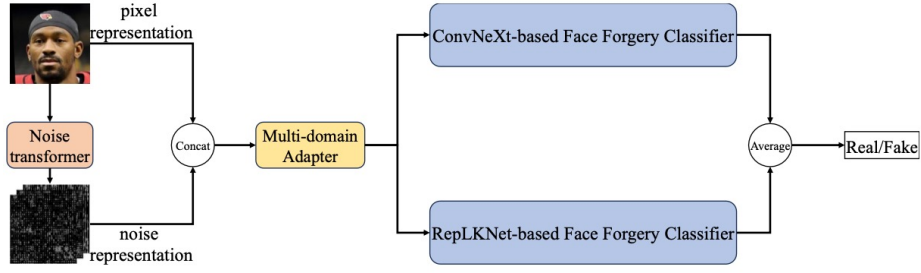 pixel
representation
ConvNeXt-based Face Forgery Classifier
Noise
transformer
Concat
Multi-domain
Adapter
Average
Real/Fake
noise
representation
RepLKNet-based Face Forgery Classifier